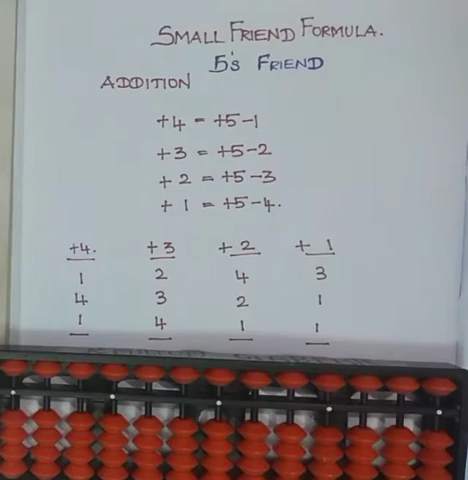 SMALL FRIEND FORMULA.
5's FRIEND
ADDITION
+4 = +5-1
+3 = +5-2
+2 = +5-3
+1 = +5-4.
+4. +3 +2 +1
1 2 4 3
4 3 2 1
1 4 1 1